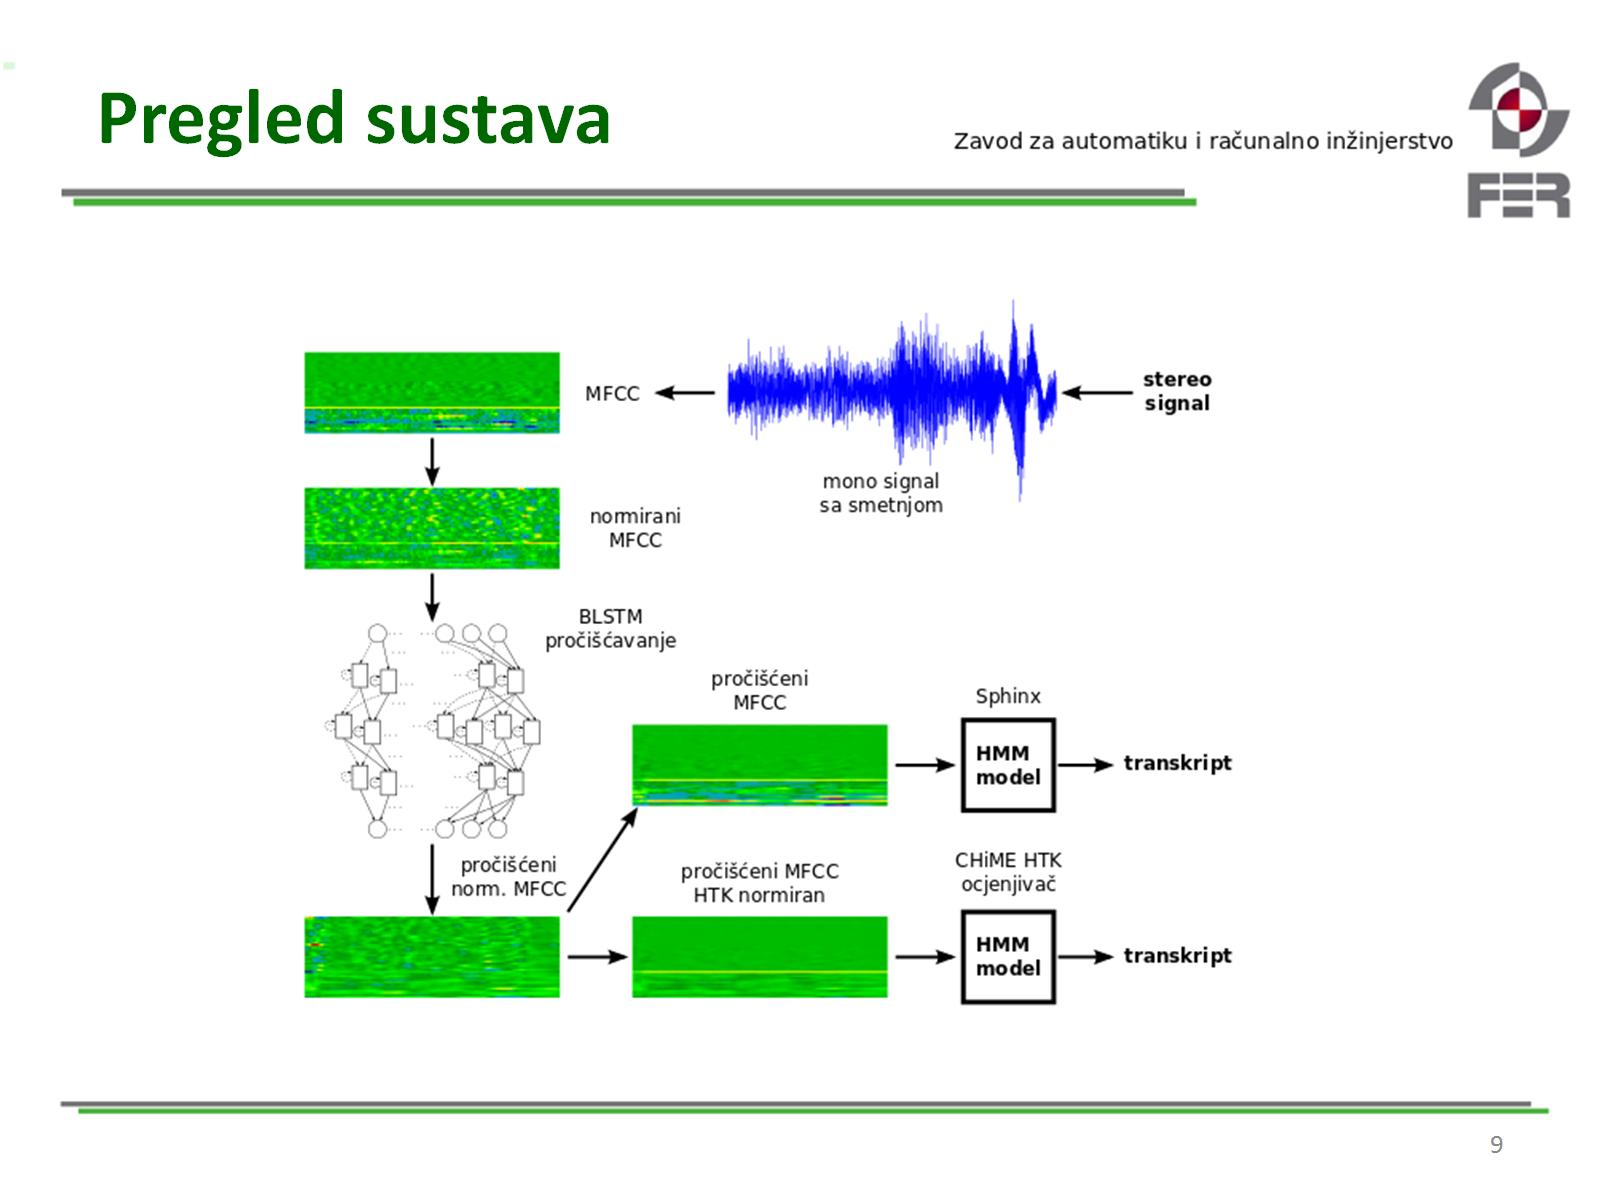 Pregled sustava
Zavod za automatiku i računalno inžinjerstvo
FER
stereo
signal
mono signal
sa smetnjom
MFCC
normirani
MFCC
BLSTM
pročišćavanje
pročišćeni
norm. MFCC
pročišćeni
MFCC
Sphinx
HMM
model
transkript
pročišćeni MFCC
HTK normiran
CHiME HTK
ocjenjivač
HMM
model
transkript
9